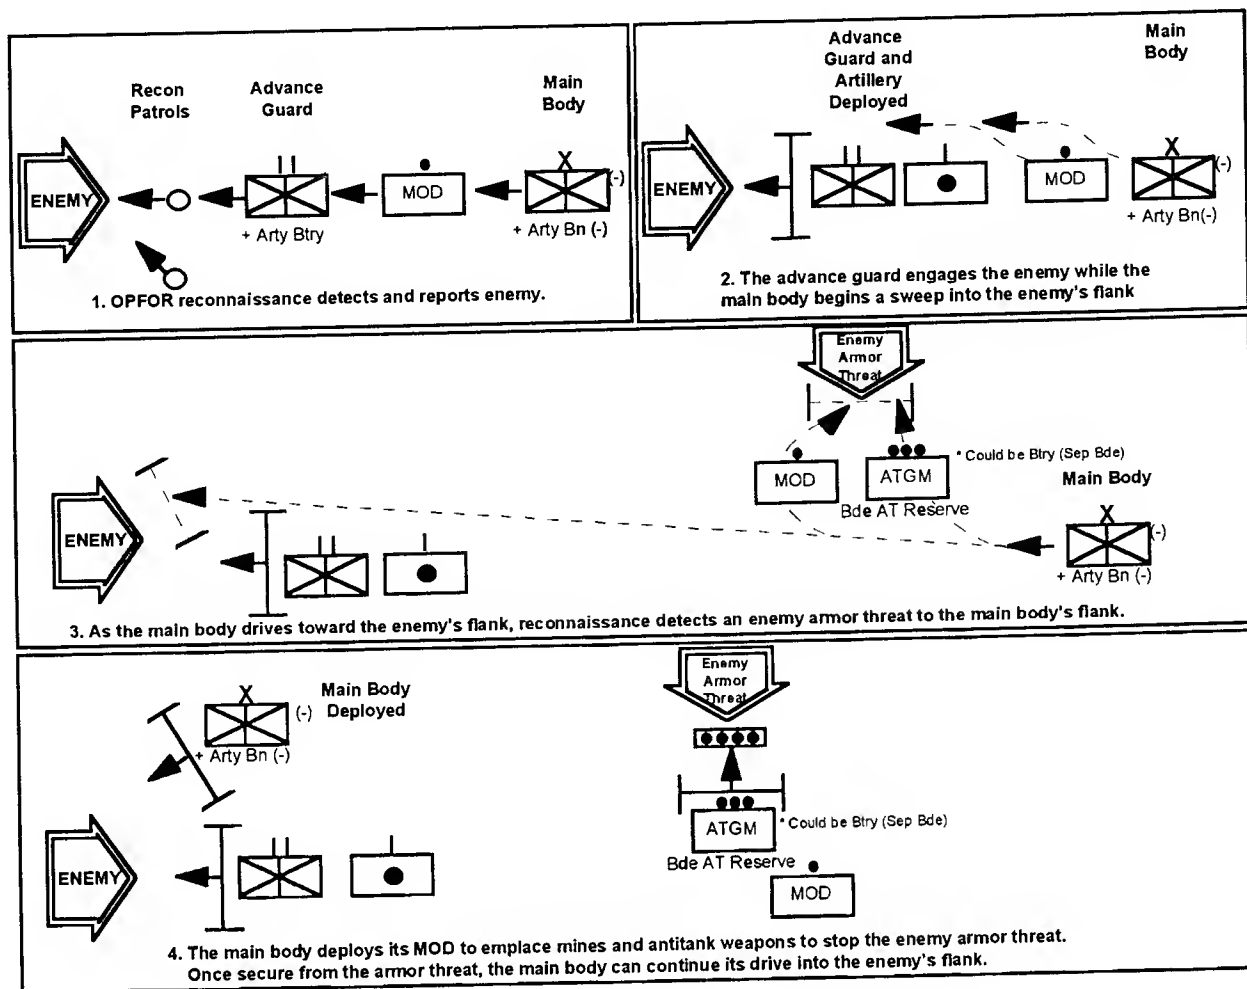 Recon
Patrols
Advance
Guard
Main
Body
ENEMY
MOD
X
(-)
+ Arty Btry
+ Arty Bn (-)
1. OPFOR reconnaissance detects and reports enemy.
Advance
Guard and
Artillery
Deployed
Main
Body
ENEMY
MOD
X
(-)
+ Arty Bn(-)
2. The advance guard engages the enemy while the
main body begins a sweep into the enemy's flank
Enemy
Armor
Threat
MOD
ATGM
* Could be Btry (Sep Bde)
Bde AT Reserve
Main Body
X
(-)
+ Arty Bn (-)
ENEMY
3. As the main body drives toward the enemy's flank, reconnaissance detects an enemy armor threat to the main body's flank.
X
(-)
Main Body
Deployed
+ Arty Bn (-)
Enemy
Armor
Threat
ATGM
* Could be Btry (Sep Bde)
Bde AT Reserve
MOD
ENEMY
4. The main body deploys its MOD to emplace mines and antitank weapons to stop the enemy armor threat.
Once secure from the armor threat, the main body can continue its drive into the enemy's flank.